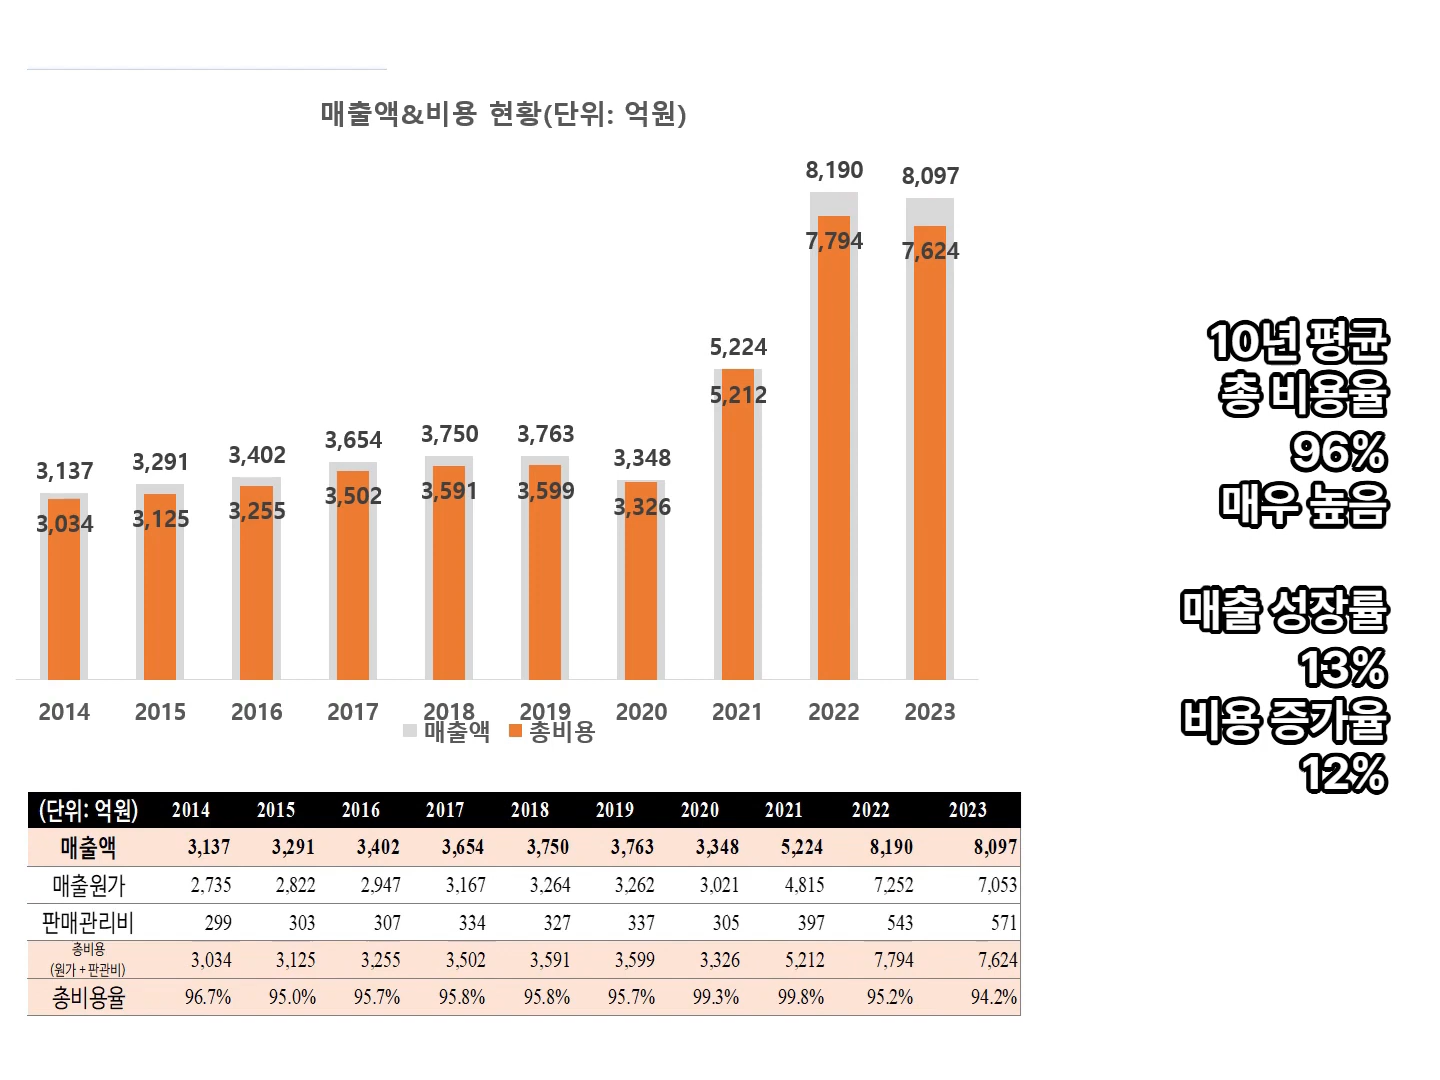 매출액&비용 현황(단위: 억원)
8,190 8,097
7,794 7,624
5,224
5,212
3,137 3,291 3,402 3,654 3,750 3,763 3,348
3,034 3,125 3,255 3,502 3,591 3,599 3,326
2014 2015 2016 2017 2018 2019 2020 2021 2022 2023
매출액 총비용
10년 평균
총 비용율
96%
매우 높음
매출 성장률
13%
비용 증가율
12%
(단위: 억원) 2014 2015 2016 2017 2018 2019 2020 2021 2022 2023
매출액 3,137 3,291 3,402 3,654 3,750 3,763 3,348 5,224 8,190 8,097
매출원가 2,735 2,822 2,947 3,167 3,264 3,262 3,021 4,815 7,252 7,053
판매관리비 299 303 307 334 327 337 305 397 543 571
총비용
(원가 + 판관비) 3,034 3,125 3,255 3,502 3,591 3,599 3,326 5,212 7,794 7,624
총비용율 96.7% 95.0% 95.7% 95.8% 95.8% 95.7% 99.3% 99.8% 95.2% 94.2%